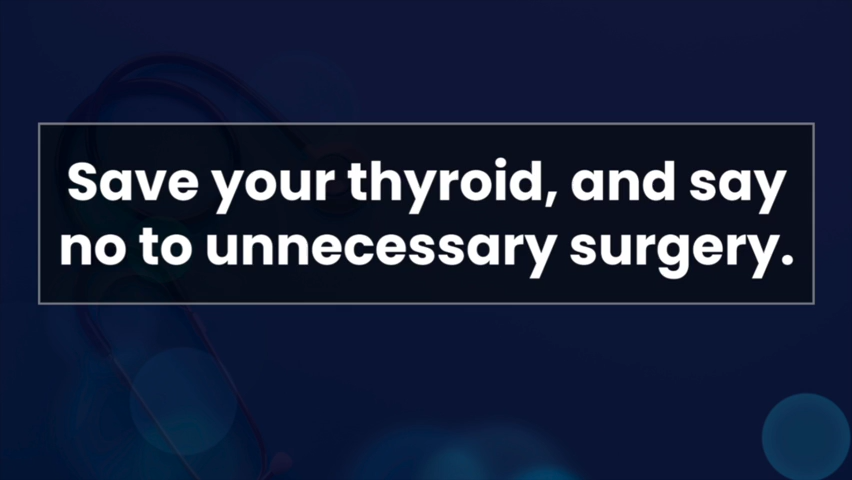 Save your thyroid, and say
no to unnecessary surgery.